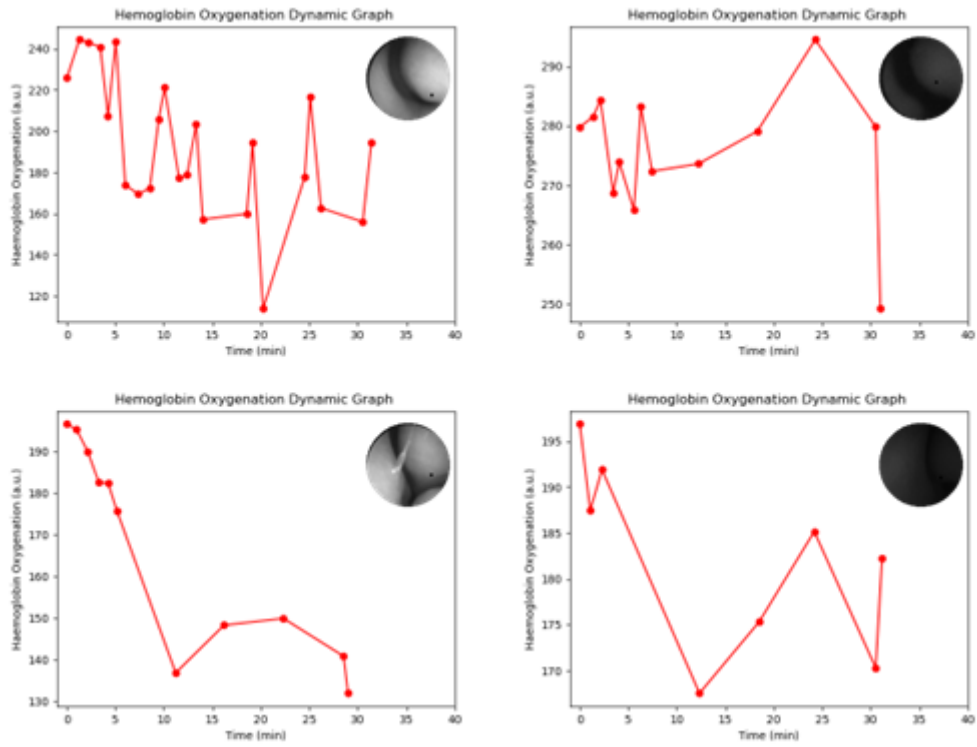 Hemoglobin Oxygenation Dynamic Graph
Haemoglobin Oxygenation (a.u.)
240
220
200
180
160
140
120
0 5 10 15 20 25 30 35 40
Time (min)
Hemoglobin Oxygenation Dynamic Graph
Haemoglobin Oxygenation (a.u.)
290
280
270
260
250
0 5 10 15 20 25 30 35 40
Time (min)
Hemoglobin Oxygenation Dynamic Graph
Haemoglobin Oxygenation (a.u.)
190
180
170
160
150
140
130
0 5 10 15 20 25 30 35 40
Time (min)
Hemoglobin Oxygenation Dynamic Graph
Haemoglobin Oxygenation (a.u.)
195
190
185
180
175
170
0 5 10 15 20 25 30 35 40
Time (min)